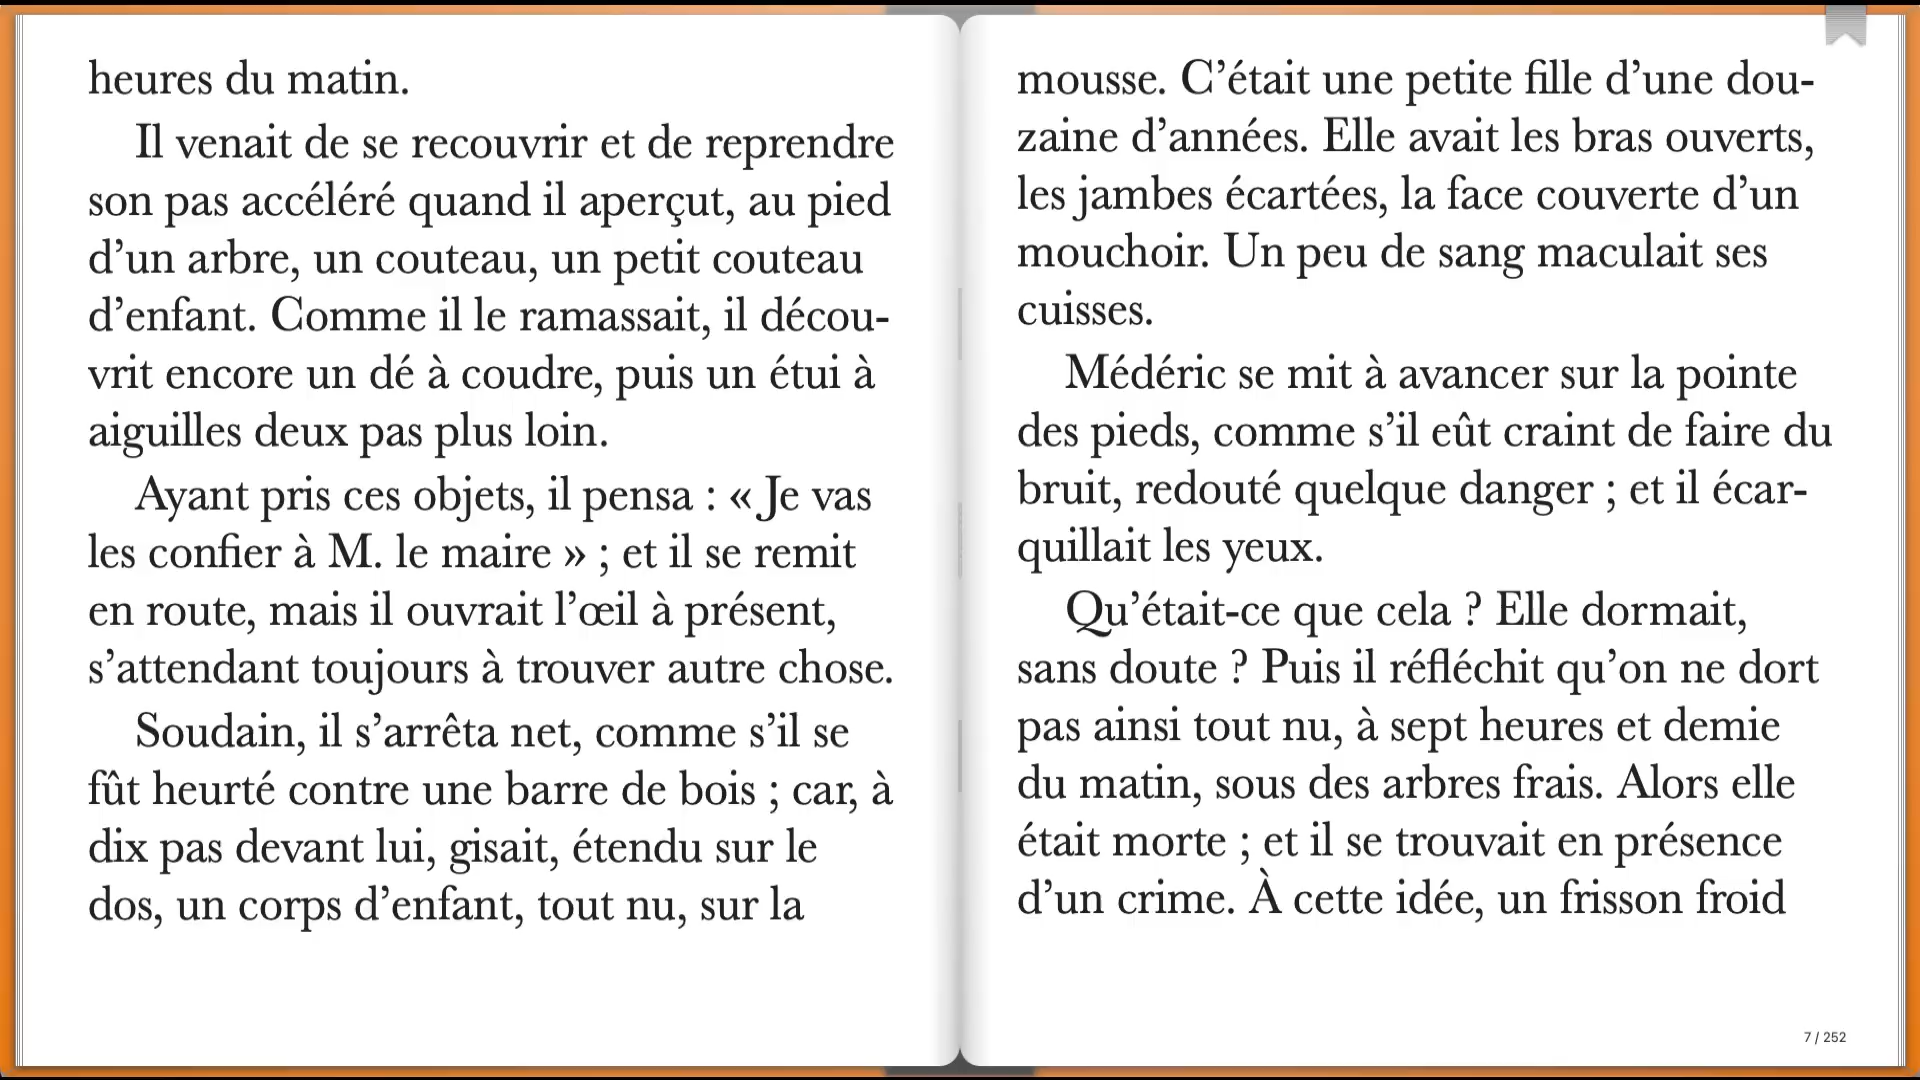 heures du matin.
Il venait de se recouvrir et de reprendre
son pas accéléré quand il aperçut, au pied
d’un arbre, un couteau, un petit couteau
d’enfant. Comme il le ramassait, il décou-
vrit encore un dé à coudre, puis un étui à
aiguilles deux pas plus loin.
Ayant pris ces objets, il pensa : « Je vas
les confier à M. le maire » ; et il se remit
en route, mais il ouvrait l’œil à présent,
s’attendant toujours à trouver autre chose.
Soudain, il s’arrêta net, comme s’il se
fût heurté contre une barre de bois ; car, à
dix pas devant lui, gisait, étendu sur le
dos, un corps d’enfant, tout nu, sur la
mousse. C’était une petite fille d’une dou-
zaine d’années. Elle avait les bras ouverts,
les jambes écartées, la face couverte d’un
mouchoir. Un peu de sang maculait ses
cuisses.
Médéric se mit à avancer sur la pointe
des pieds, comme s’il eût craint de faire du
bruit, redouté quelque danger ; et il écar-
quillait les yeux.
Qu’était-ce que cela ? Elle dormait,
sans doute ? Puis il réfléchit qu’on ne dort
pas ainsi tout nu, à sept heures et demie
du matin, sous des arbres frais. Alors elle
était morte ; et il se trouvait en présence
d’un crime. À cette idée, un frisson froid
7 / 252